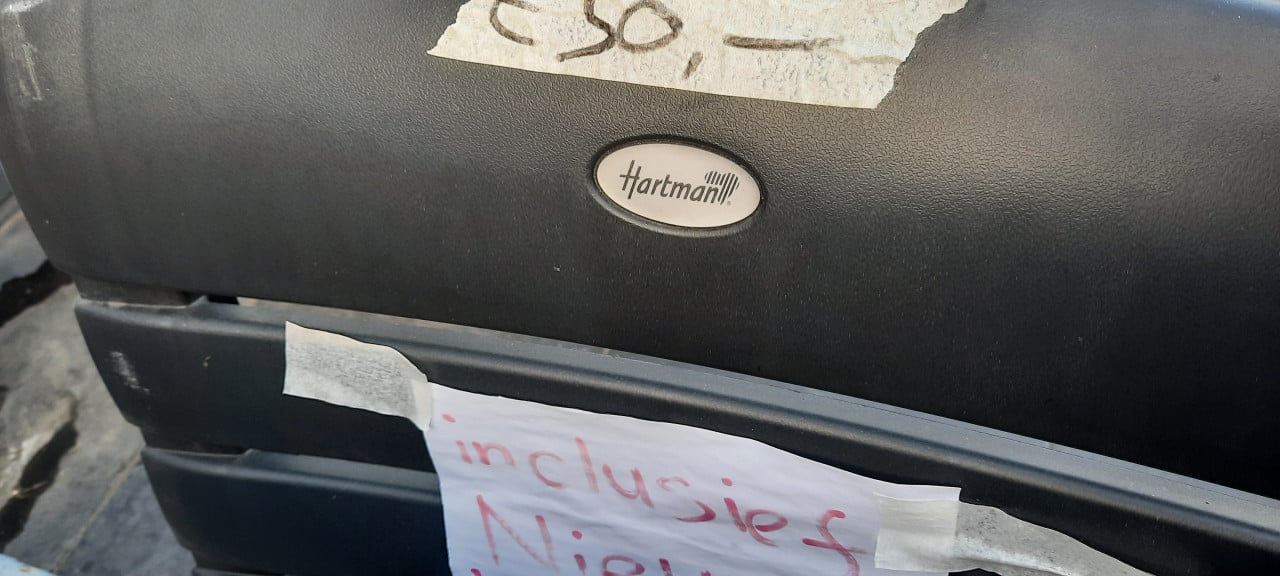 €50,—
Hartman
inclusief